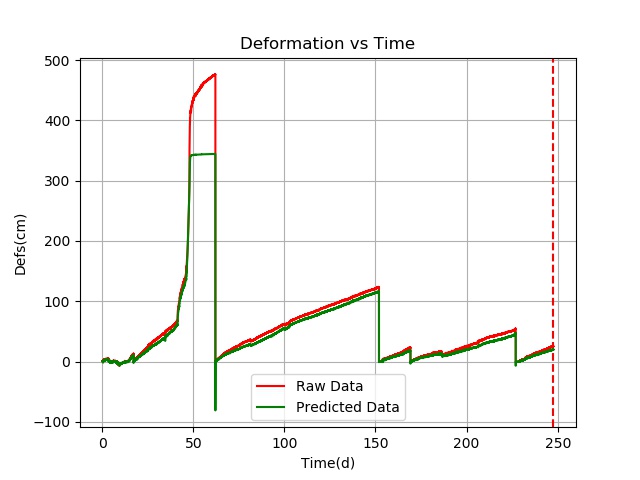 Deformation vs Time
500
400
300
200
100
0
−100
Defs(cm)
Raw Data
Predicted Data
0 50 100 150 200 250
Time(d)